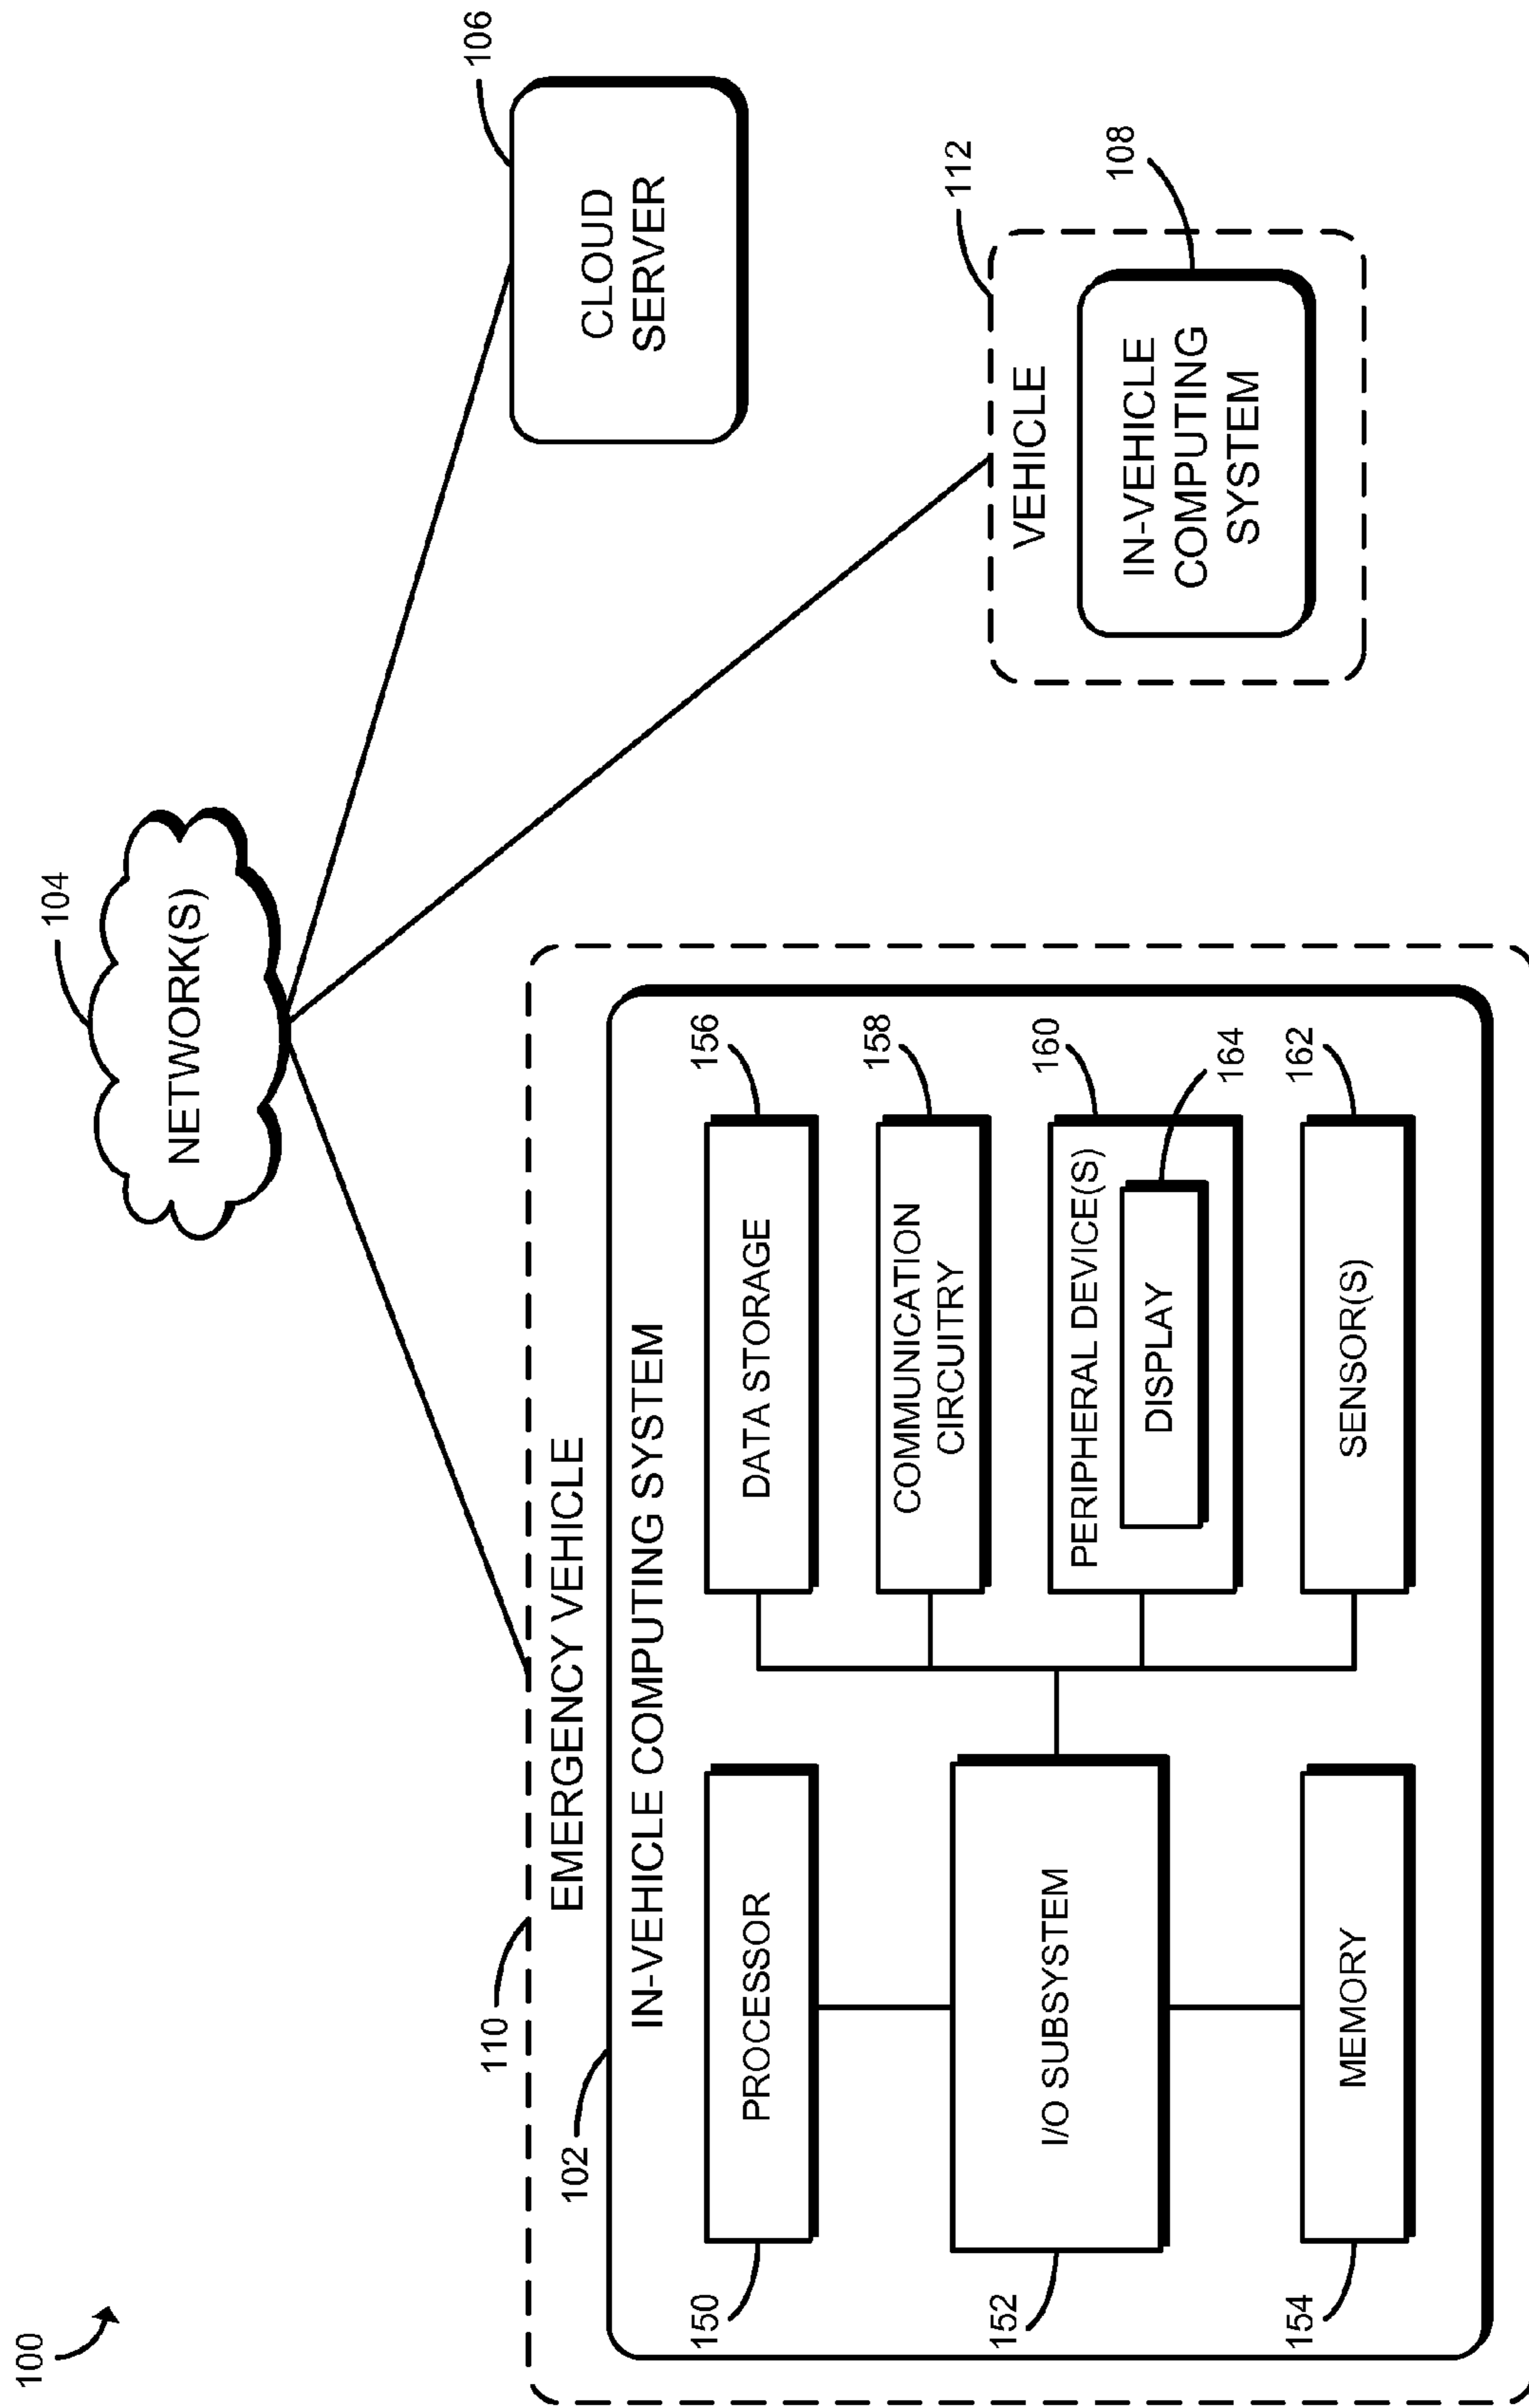 100
104
NETWORK(S)
106
CLOUD
SERVER
110
EMERGENCY VEHICLE
102
IN-VEHICLE COMPUTING SYSTEM
150
PROCESSOR
152
I/O SUBSYSTEM
154
MEMORY
DATA STORAGE
156
COMMUNICATION
CIRCUITRY
158
PERIPHERAL DEVICE(S)
160
DISPLAY
164
SENSOR(S)
162
112
VEHICLE
108
IN-VEHICLE
COMPUTING
SYSTEM